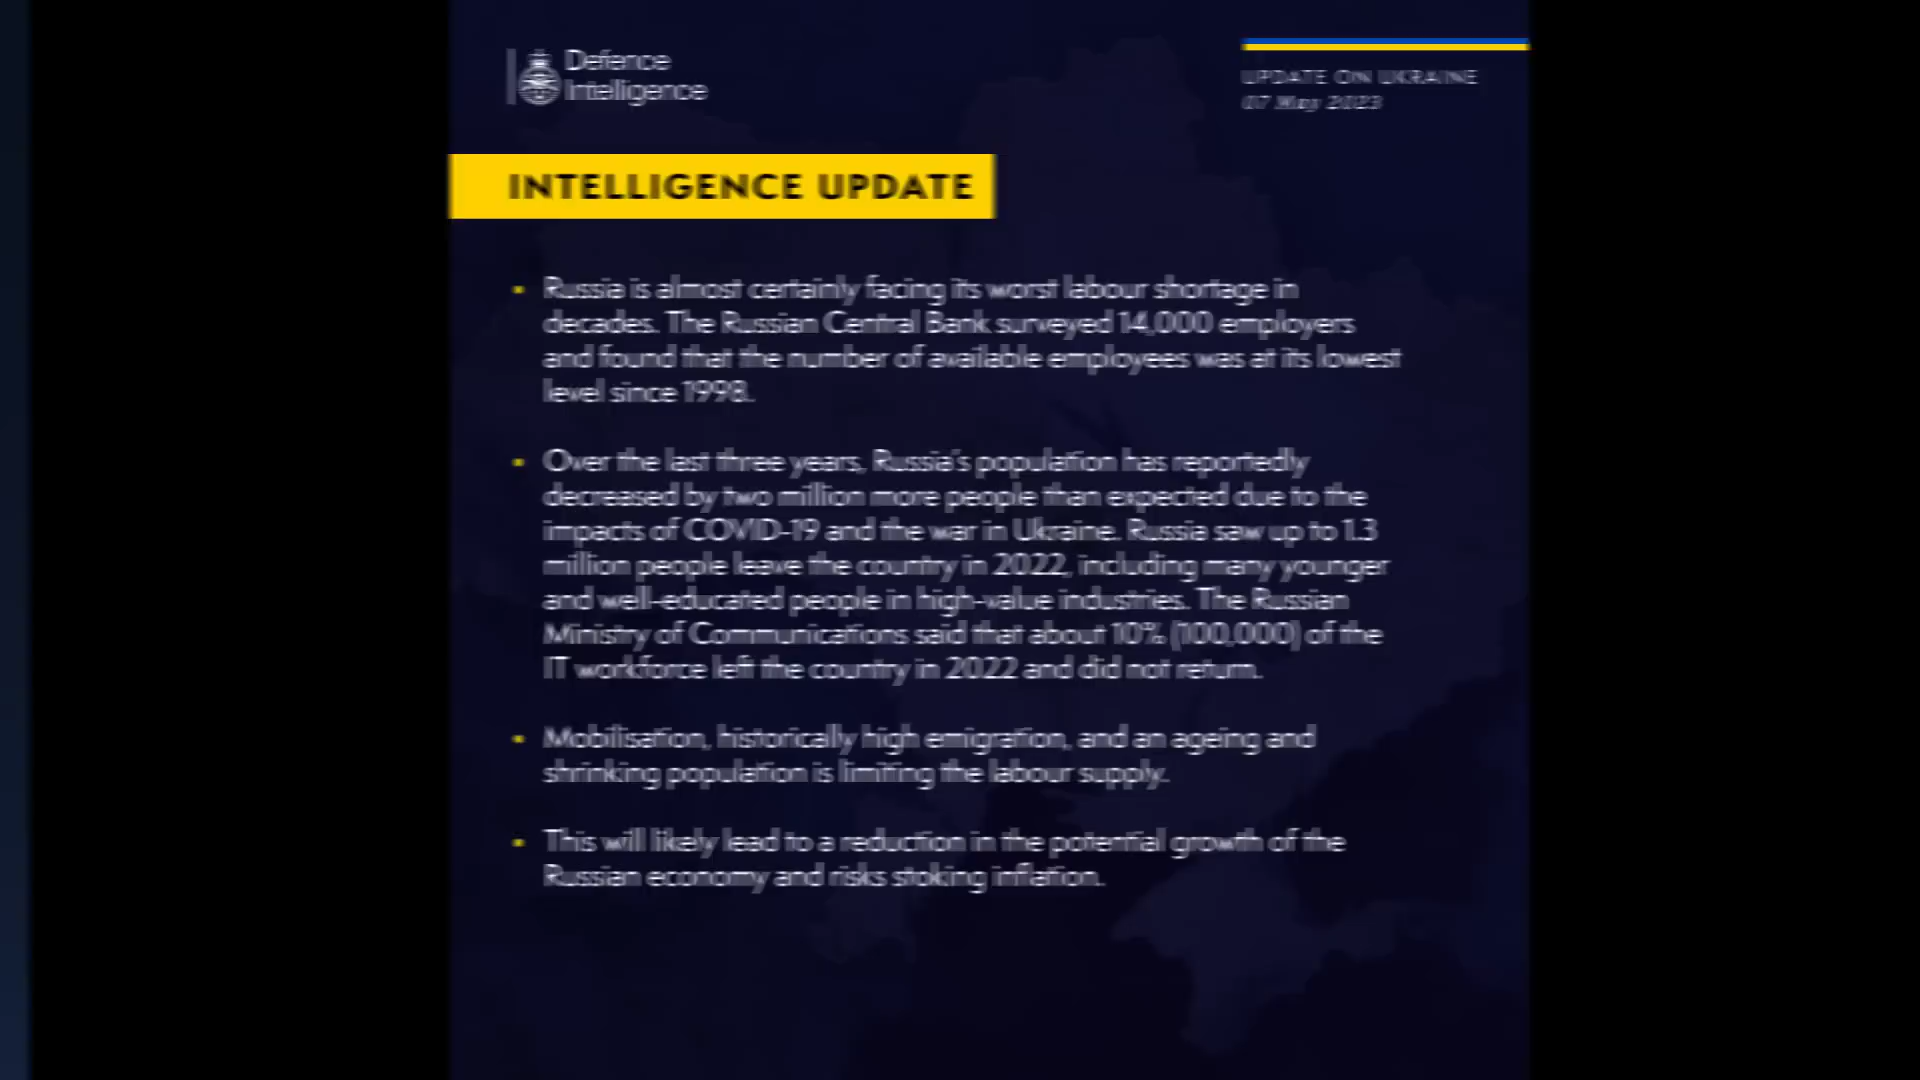 Defence
Intelligence
UPDATE ON UKRAINE
07 May 2023
INTELLIGENCE UPDATE
Russia is almost certainly facing its worst labour shortage in
decades. The Russian Central Bank surveyed 14,000 employers
and found that the number of available employees was at its lowest
level since 1998.
Over the last three years, Russia's population has reportedly
decreased by two million more people than expected due to the
impacts of COVID-19 and the war in Ukraine. Russia saw up to 1.3
million people leave the country in 2022, including many younger
and well-educated people in high-value industries. The Russian
Ministry of Communications said that about 10% (100,000) of the
IT workforce left the country in 2022 and did not return.
Mobilisation, historically high emigration, and an ageing and
shrinking population is limiting the labour supply.
This will likely lead to a reduction in the potential growth of the
Russian economy and risks stoking inflation.